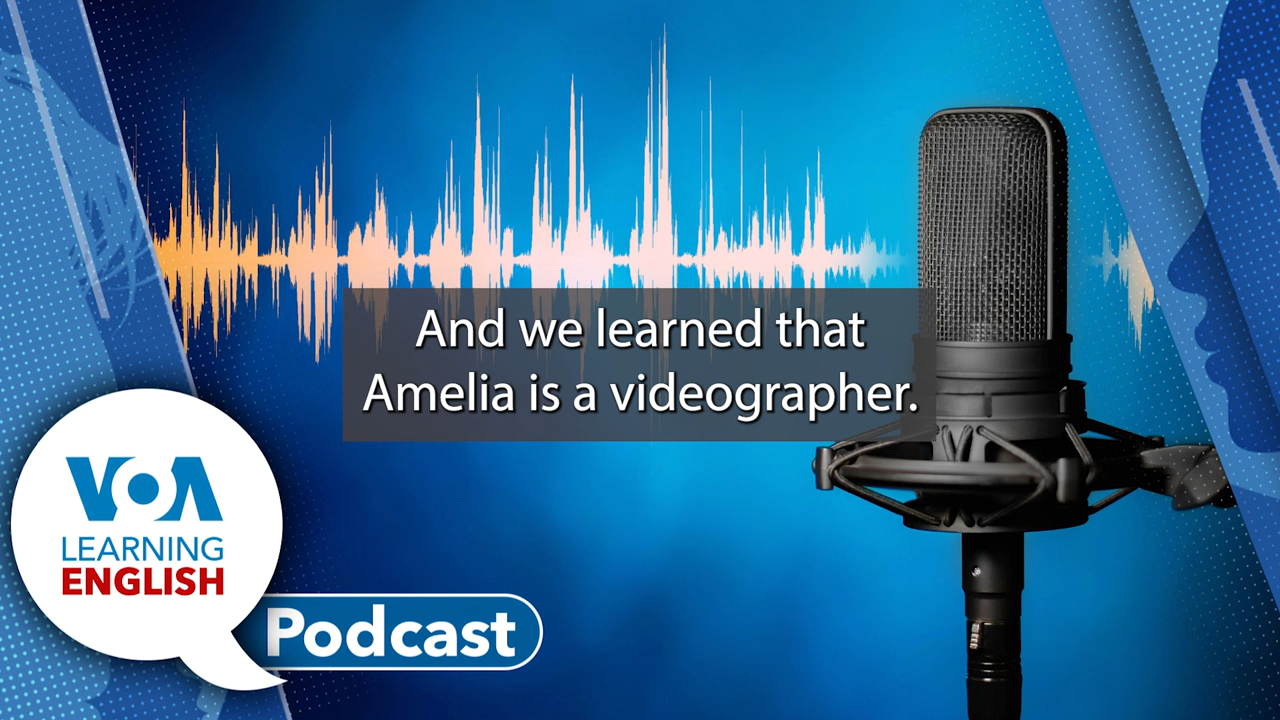 And we learned that
Amelia is a videographer.
VOA
LEARNING
ENGLISH
Podcast